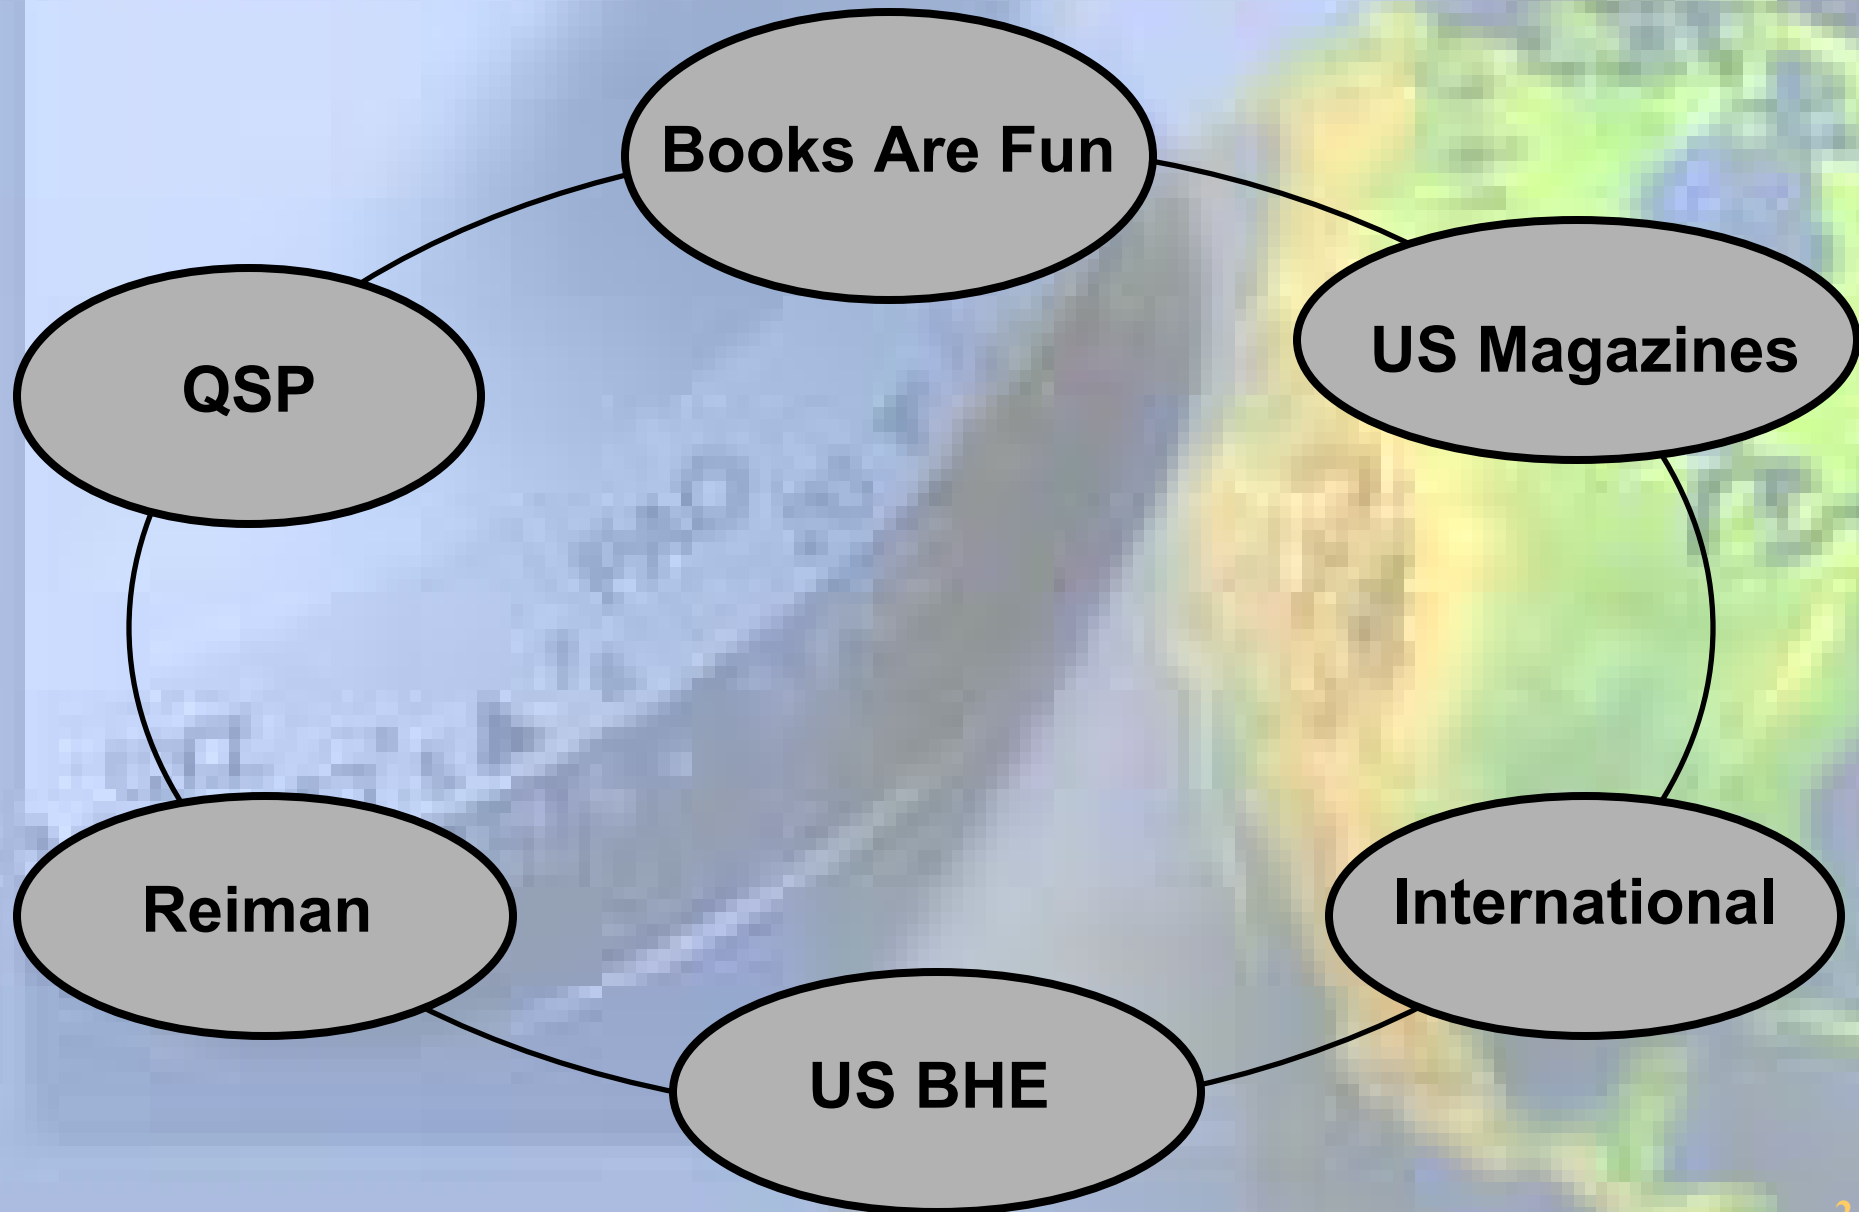 Books Are Fun
US Magazines
QSP
International
Reiman
US BHE